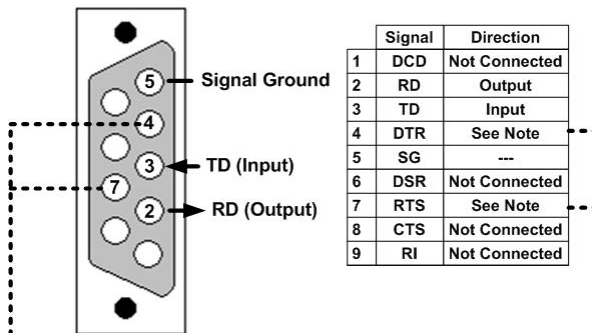 5 Signal Ground
4
3 TD (Input)
7
2 RD (Output)
Signal Direction
1 DCD Not Connected
2 RD Output
3 TD Input
4 DTR See Note
5 SG ---
6 DSR Not Connected
7 RTS See Note
8 CTS Not Connected
9 RI Not Connected